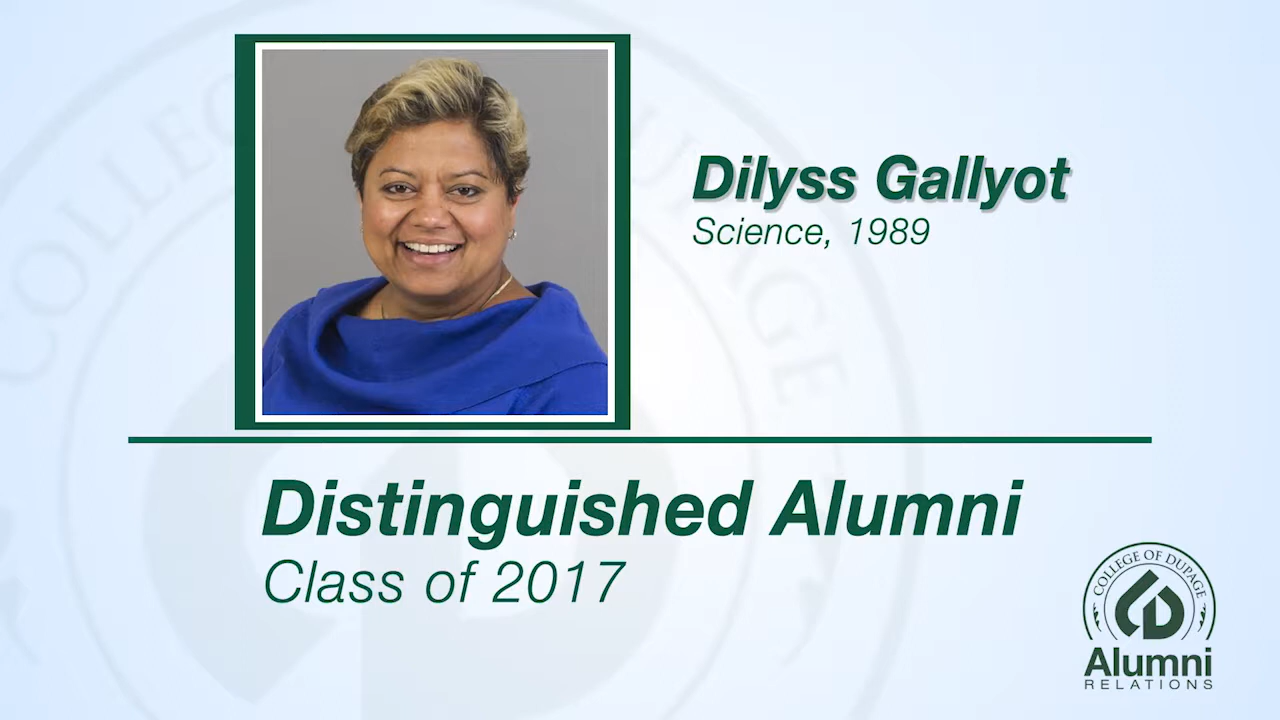 Dilyss Gallyot
Science, 1989
Distinguished Alumni
Class of 2017
COLLEGE OF DUPAGE
Alumni
RELATIONS